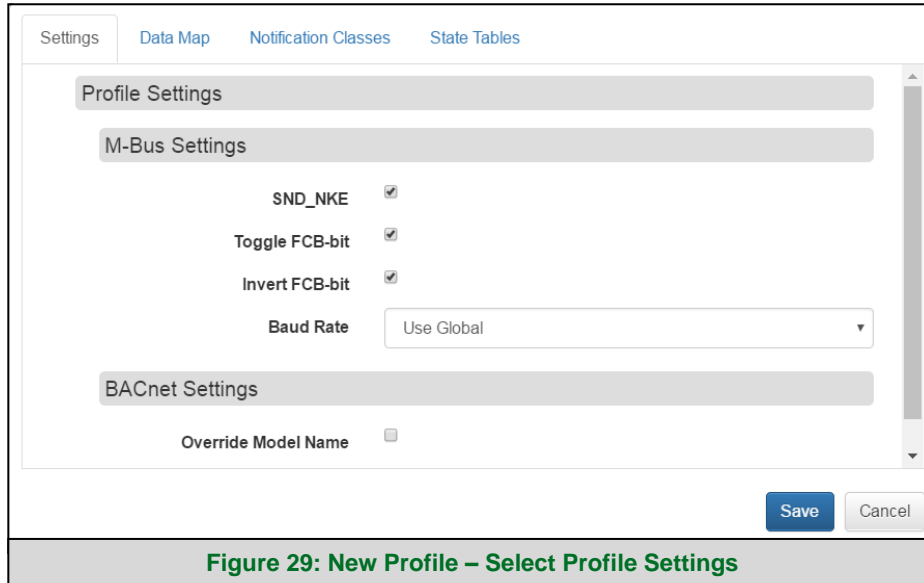 Settings Data Map Notification Classes State Tables
Profile Settings
M-Bus Settings
SND_NKE
Toggle FCB-bit
Invert FCB-bit
Baud Rate Use Global
BACnet Settings
Override Model Name
Save Cancel
Figure 29: New Profile – Select Profile Settings